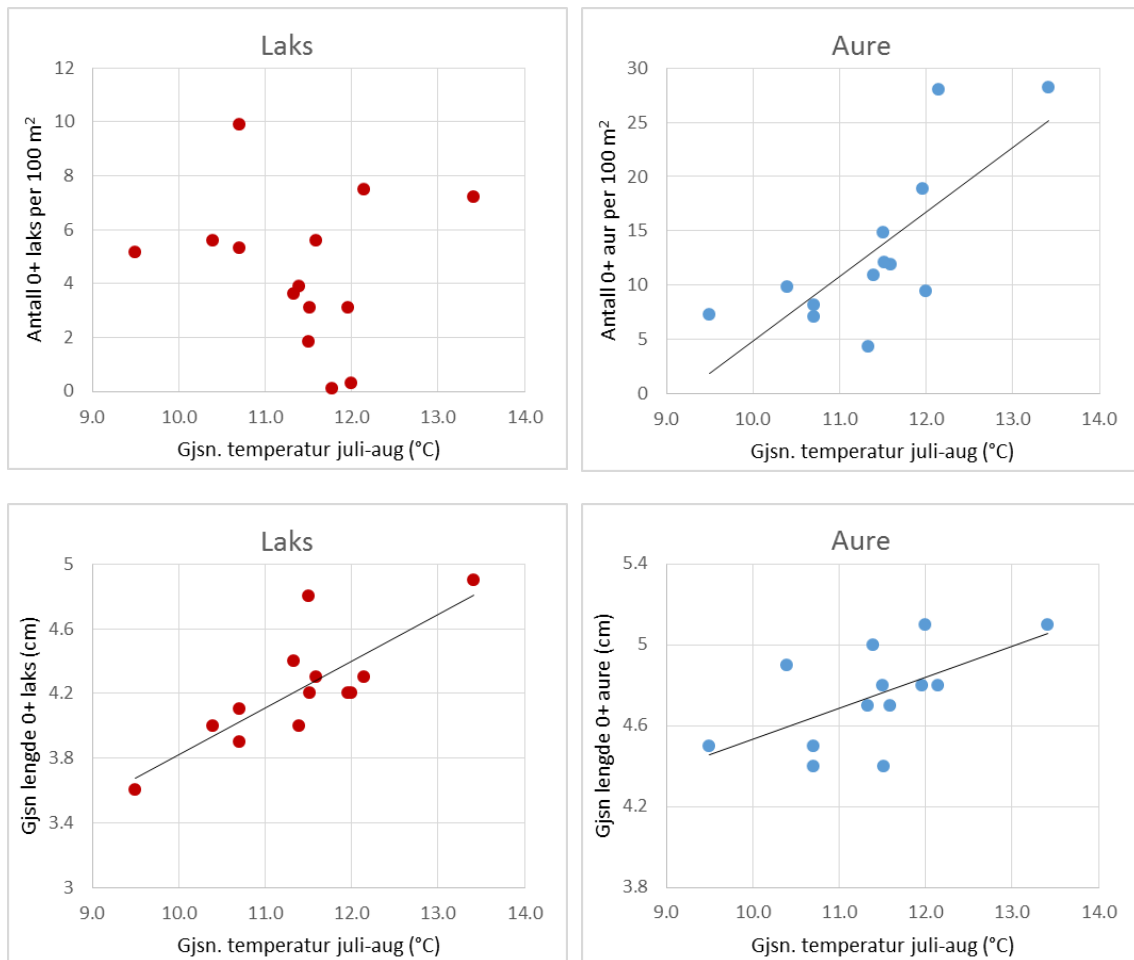 Laks
Antall 0+ laks per 100 m²
12
10
8
6
4
2
0
9.0 10.0 11.0 12.0 13.0 14.0
Gjsn. temperatur juli-aug (°C)
Aure
Antall 0+ aur per 100 m²
30
25
20
15
10
5
0
9.0 10.0 11.0 12.0 13.0 14.0
Gjsn. temperatur juli-aug (°C)
Laks
Gjsn lengde 0+ laks (cm)
5
4.6
4.2
3.8
3.4
3
9.0 10.0 11.0 12.0 13.0 14.0
Gjsn. temperatur juli-aug (°C)
Aure
Gjsn lengde 0+ aure (cm)
5.4
5
4.6
4.2
3.8
9.0 10.0 11.0 12.0 13.0 14.0
Gjsn. temperatur juli-aug (°C)